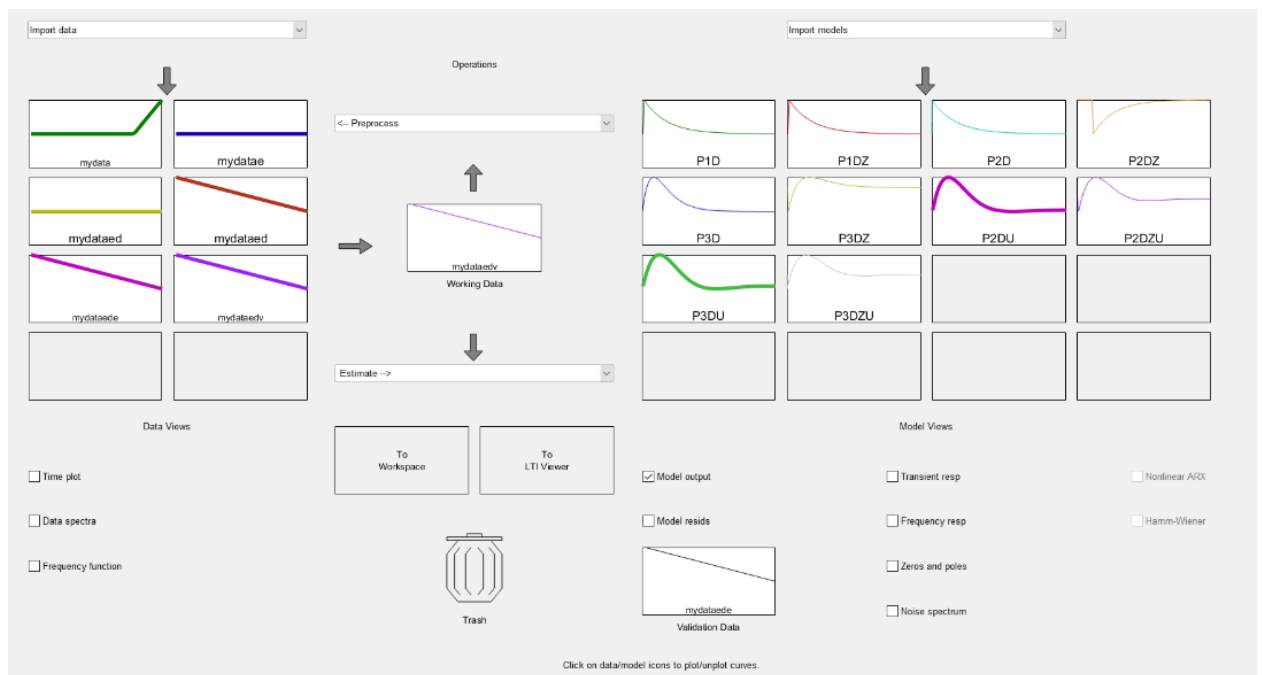 Import data
Import models
Operations
<-- Preprocess
mydata
mydatae
P1D
P1DZ
P2D
P2DZ
mydataed
mydataed
mydataedv
Working Data
P3D
P3DZ
P2DU
P2DZU
mydataede
mydataedv
P3DU
P3DZU
Estimate -->
Data Views
Model Views
To
Workspace
To
LTI Viewer
Time plot
Model output
Transient resp
Nonlinear ARX
Data spectra
Model resids
Frequency resp
Hamm-Wiener
Frequency function
Zeros and poles
mydataede
Validation Data
Noise spectrum
Trash
Click on data/model icons to plot/unplot curves.